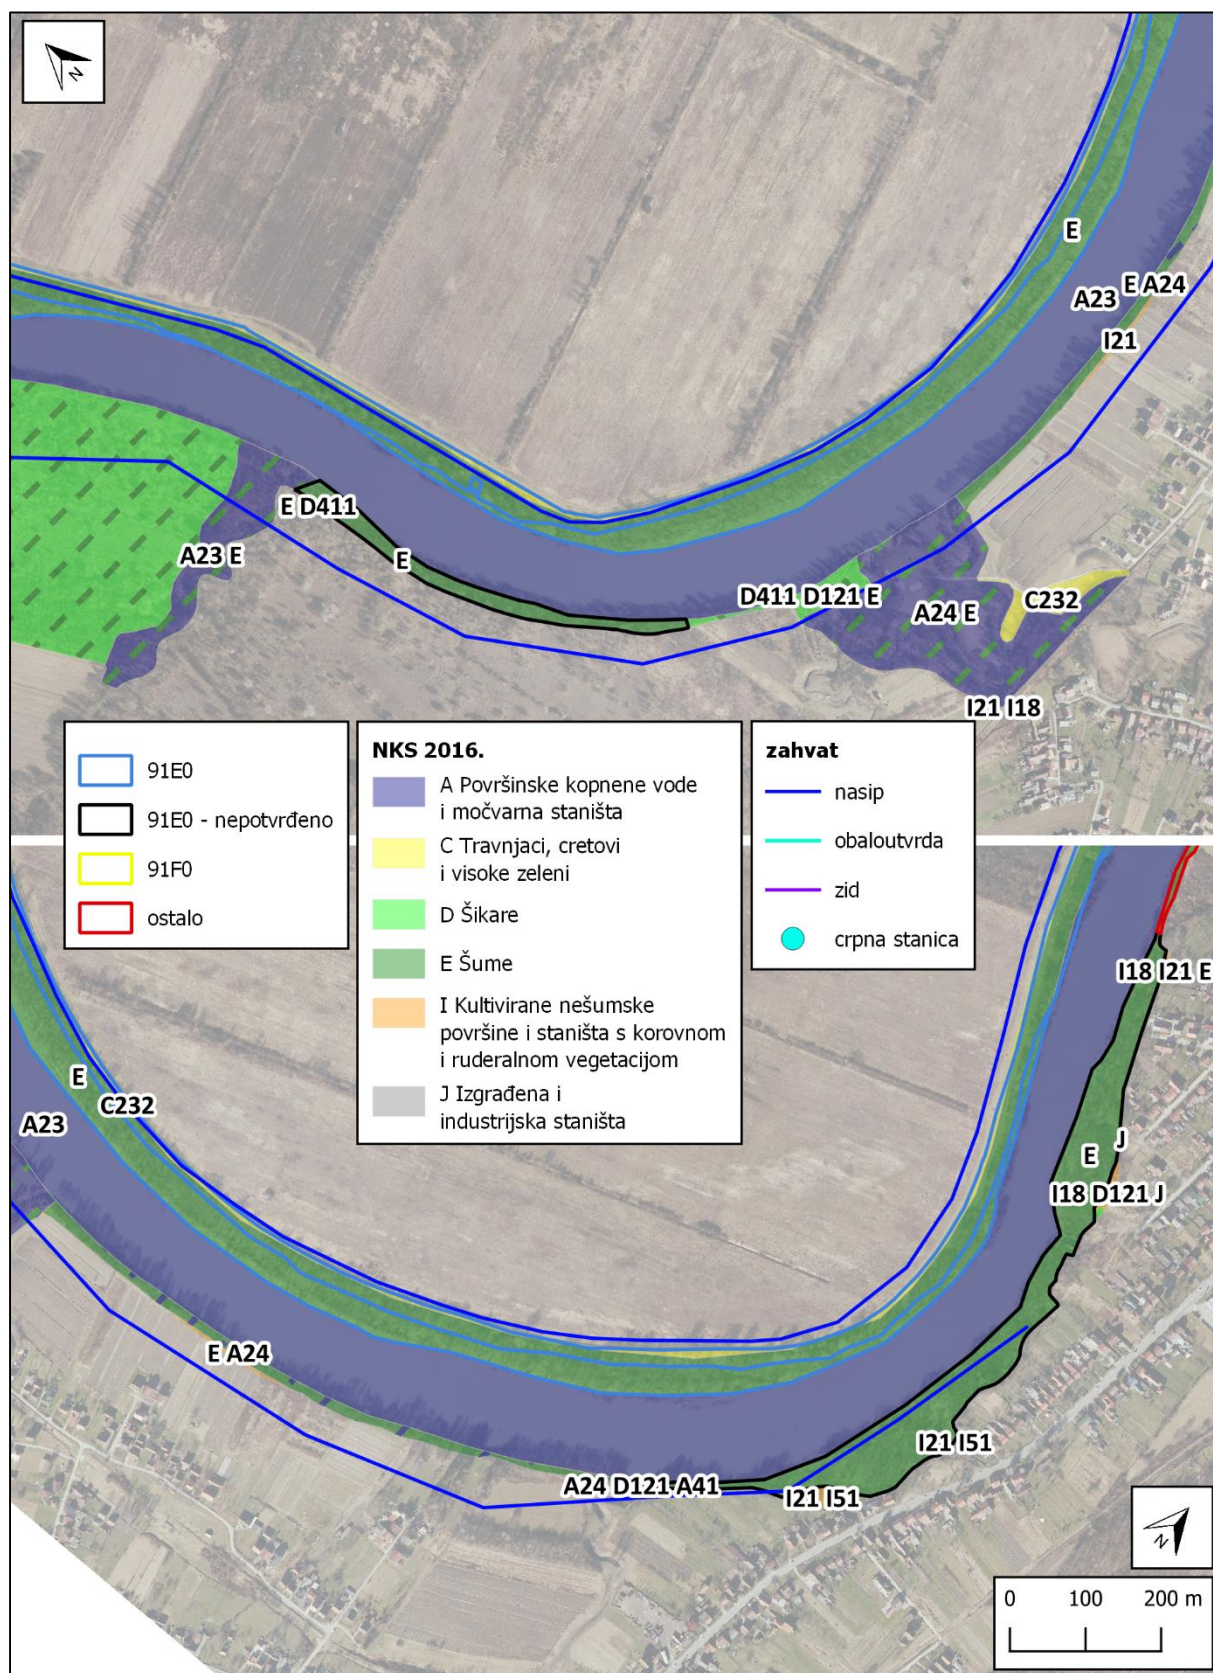 N
E
E A24
A23
I21
E D411
A23 E
E
D411 D121 E
C232
A24 E
I21 I18
91E0
91E0 - nepotvrđeno
91F0
ostalo
NKS 2016.
A Površinske kopnene vode
i močvarna staništa
C Travnjaci, cretovi
i visoke zeleni
D Šikare
E Šume
I Kultivirane nešumske
površine i staništa s korovnom
i ruderalnom vegetacijom
J Izgrađena i
industrijska staništa
zahvat
nasip
obaloutvrda
zid
crpna stanica
I18 I21 E
E
C232
A23
J
E
I18 D121 J
E A24
I21 I51
A24 D121 A41
I21 I51
N
0 100 200 m